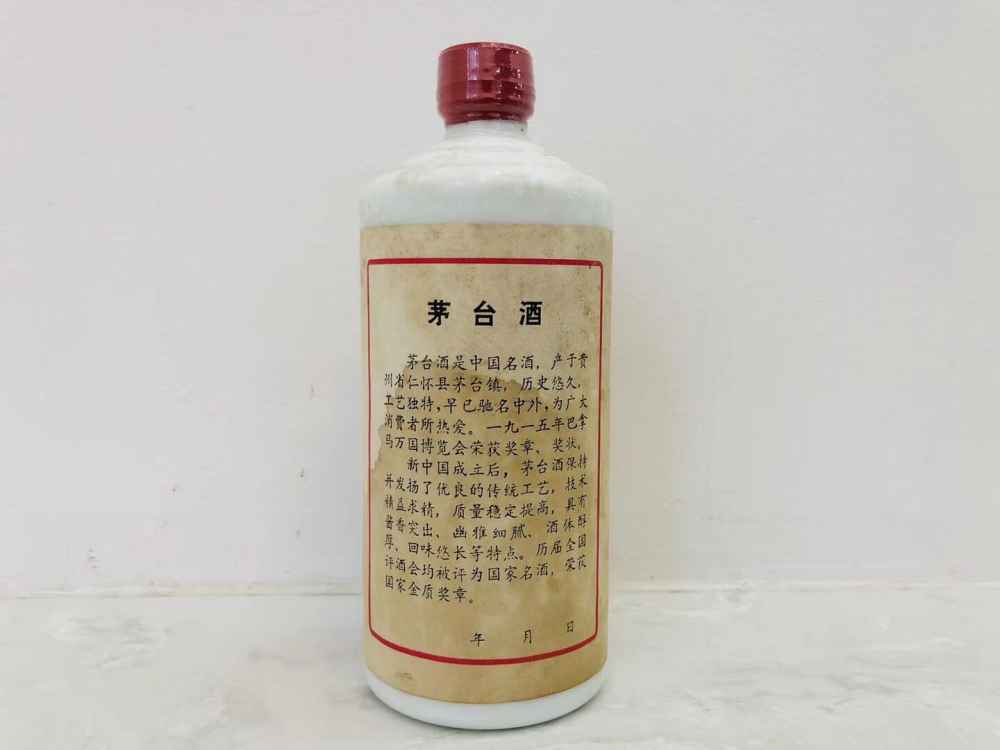 茅台酒
茅台酒是中国名酒，产于贵
州省仁怀县茅台镇，历史悠久，
工艺独特，早已驰名中外，为广大
消费者所热爱。一九一五年巴拿
马万国博览会荣获奖章、奖状。
新中国成立后，茅台酒保持
并发扬了优良的传统工艺，技术
精益求精，质量稳定提高，具有
酱香突出、幽雅细腻、酒体醇
厚、回味悠长等特点。历届全国
评酒会均被评为国家名酒，荣获
国家金质奖章。
年 月 日